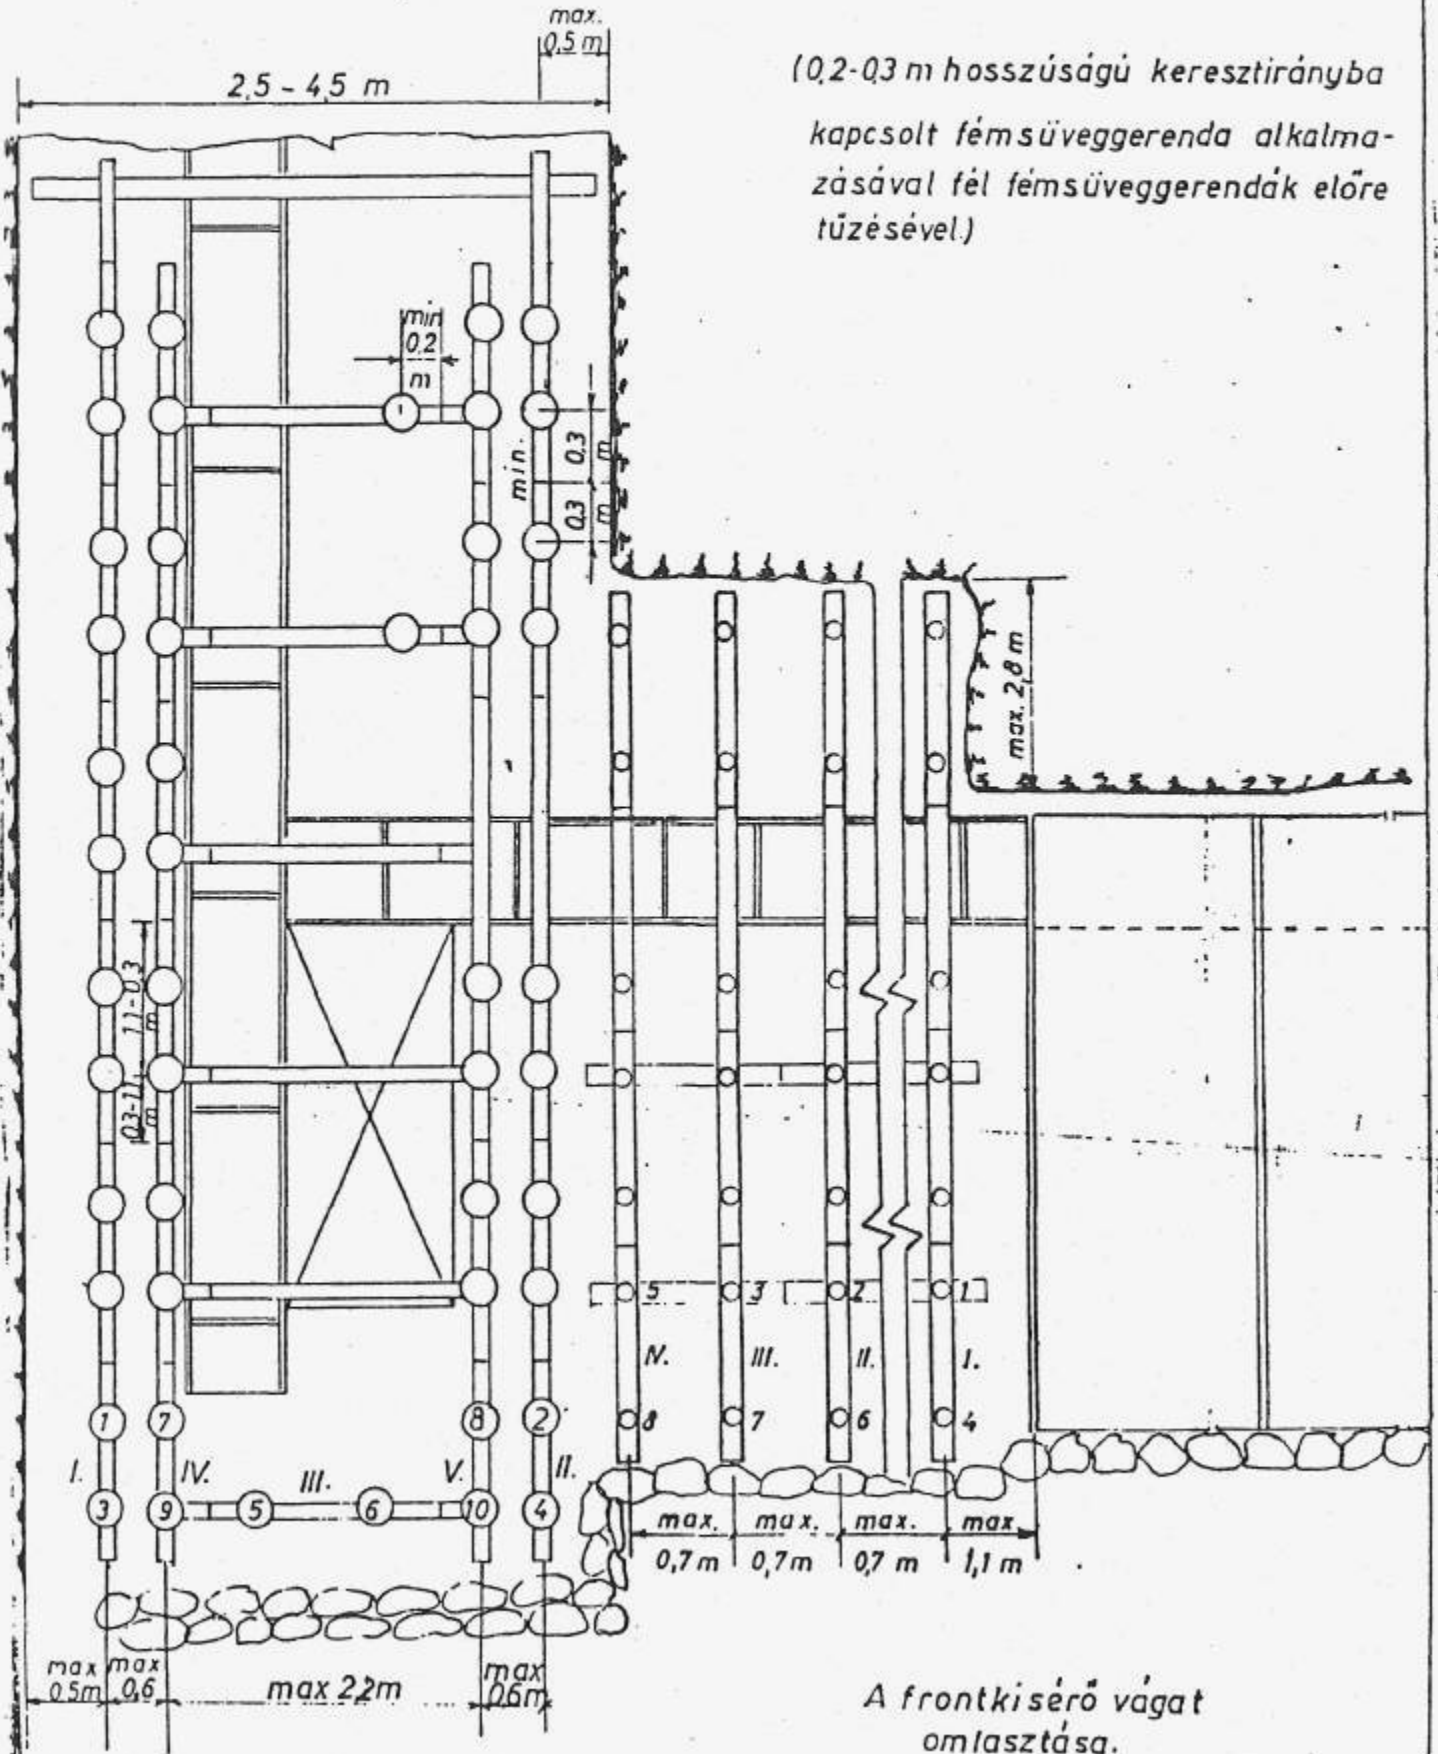 max.
0,5 m
2,5 - 4,5 m
(0,2-0,3 m hosszúságú keresztirányba
kapcsolt fémsüveggerenda alkalma-
zásával fél fémsüveggerendák előre
tűzésével.)
min
0,2
m
min.
0,3
m
0,3
m
max. 2,8 m
1,1-0,3
m
0,3-1,1
m
5 3 2 1
IV. III. II. I.
1 7 8 2
8 7 6 4
I. IV. III. V. II.
3 9 5 6 10 4
max. max. max. max
0,7 m 0,7 m 0,7 m 1,1 m
max max max
0,5m 0,6 max 2,2m 0,6m
A frontkisérő vágat
omlasztása.